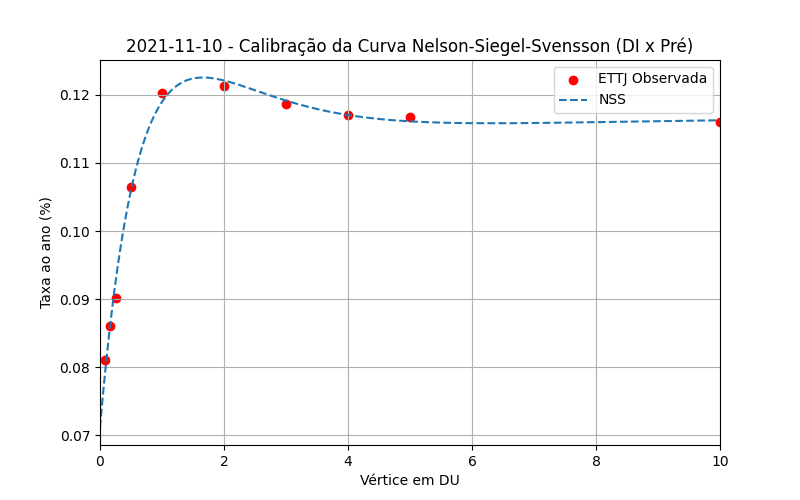 2021-11-10 - Calibração da Curva Nelson-Siegel-Svensson (DI x Pré)
ETTJ Observada
NSS
Taxa ao ano (%)
0.12
0.11
0.10
0.09
0.08
0.07
0 2 4 6 8 10
Vértice em DU